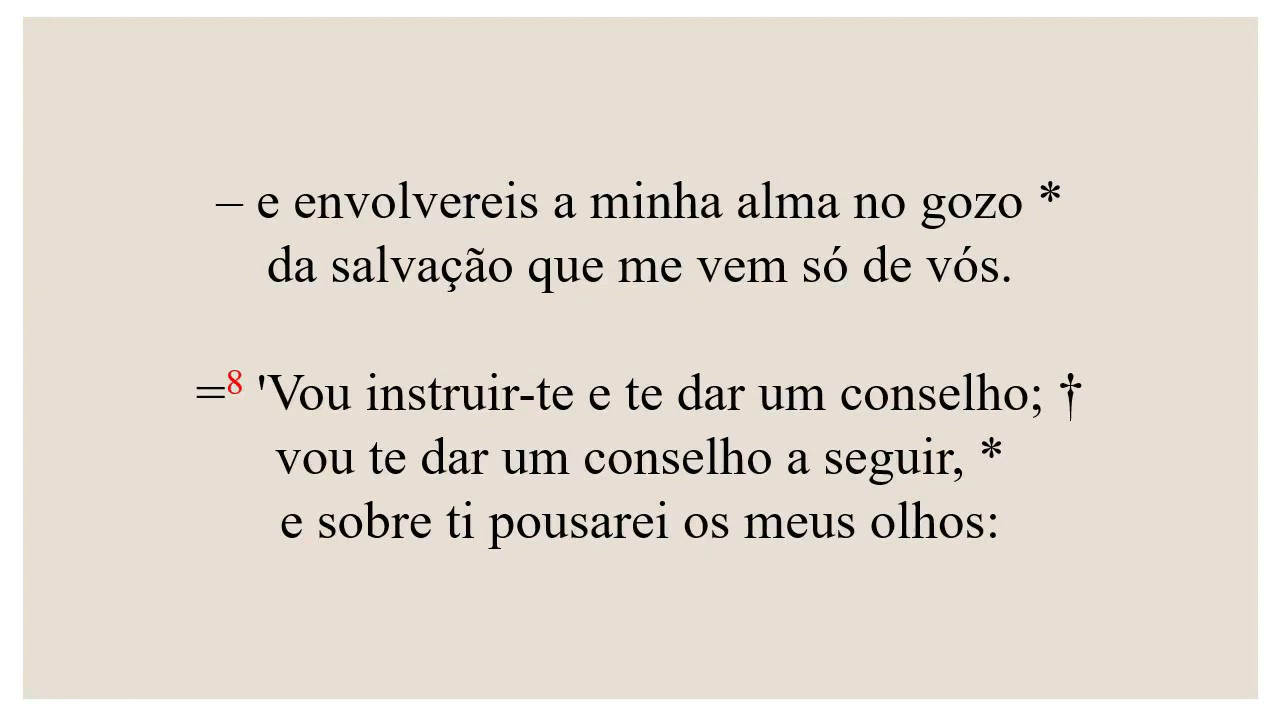 – e envolvereis a minha alma no gozo *
da salvação que me vem só de vós.
=8 'Vou instruir-te e te dar um conselho; †
vou te dar um conselho a seguir, *
e sobre ti pousarei os meus olhos: